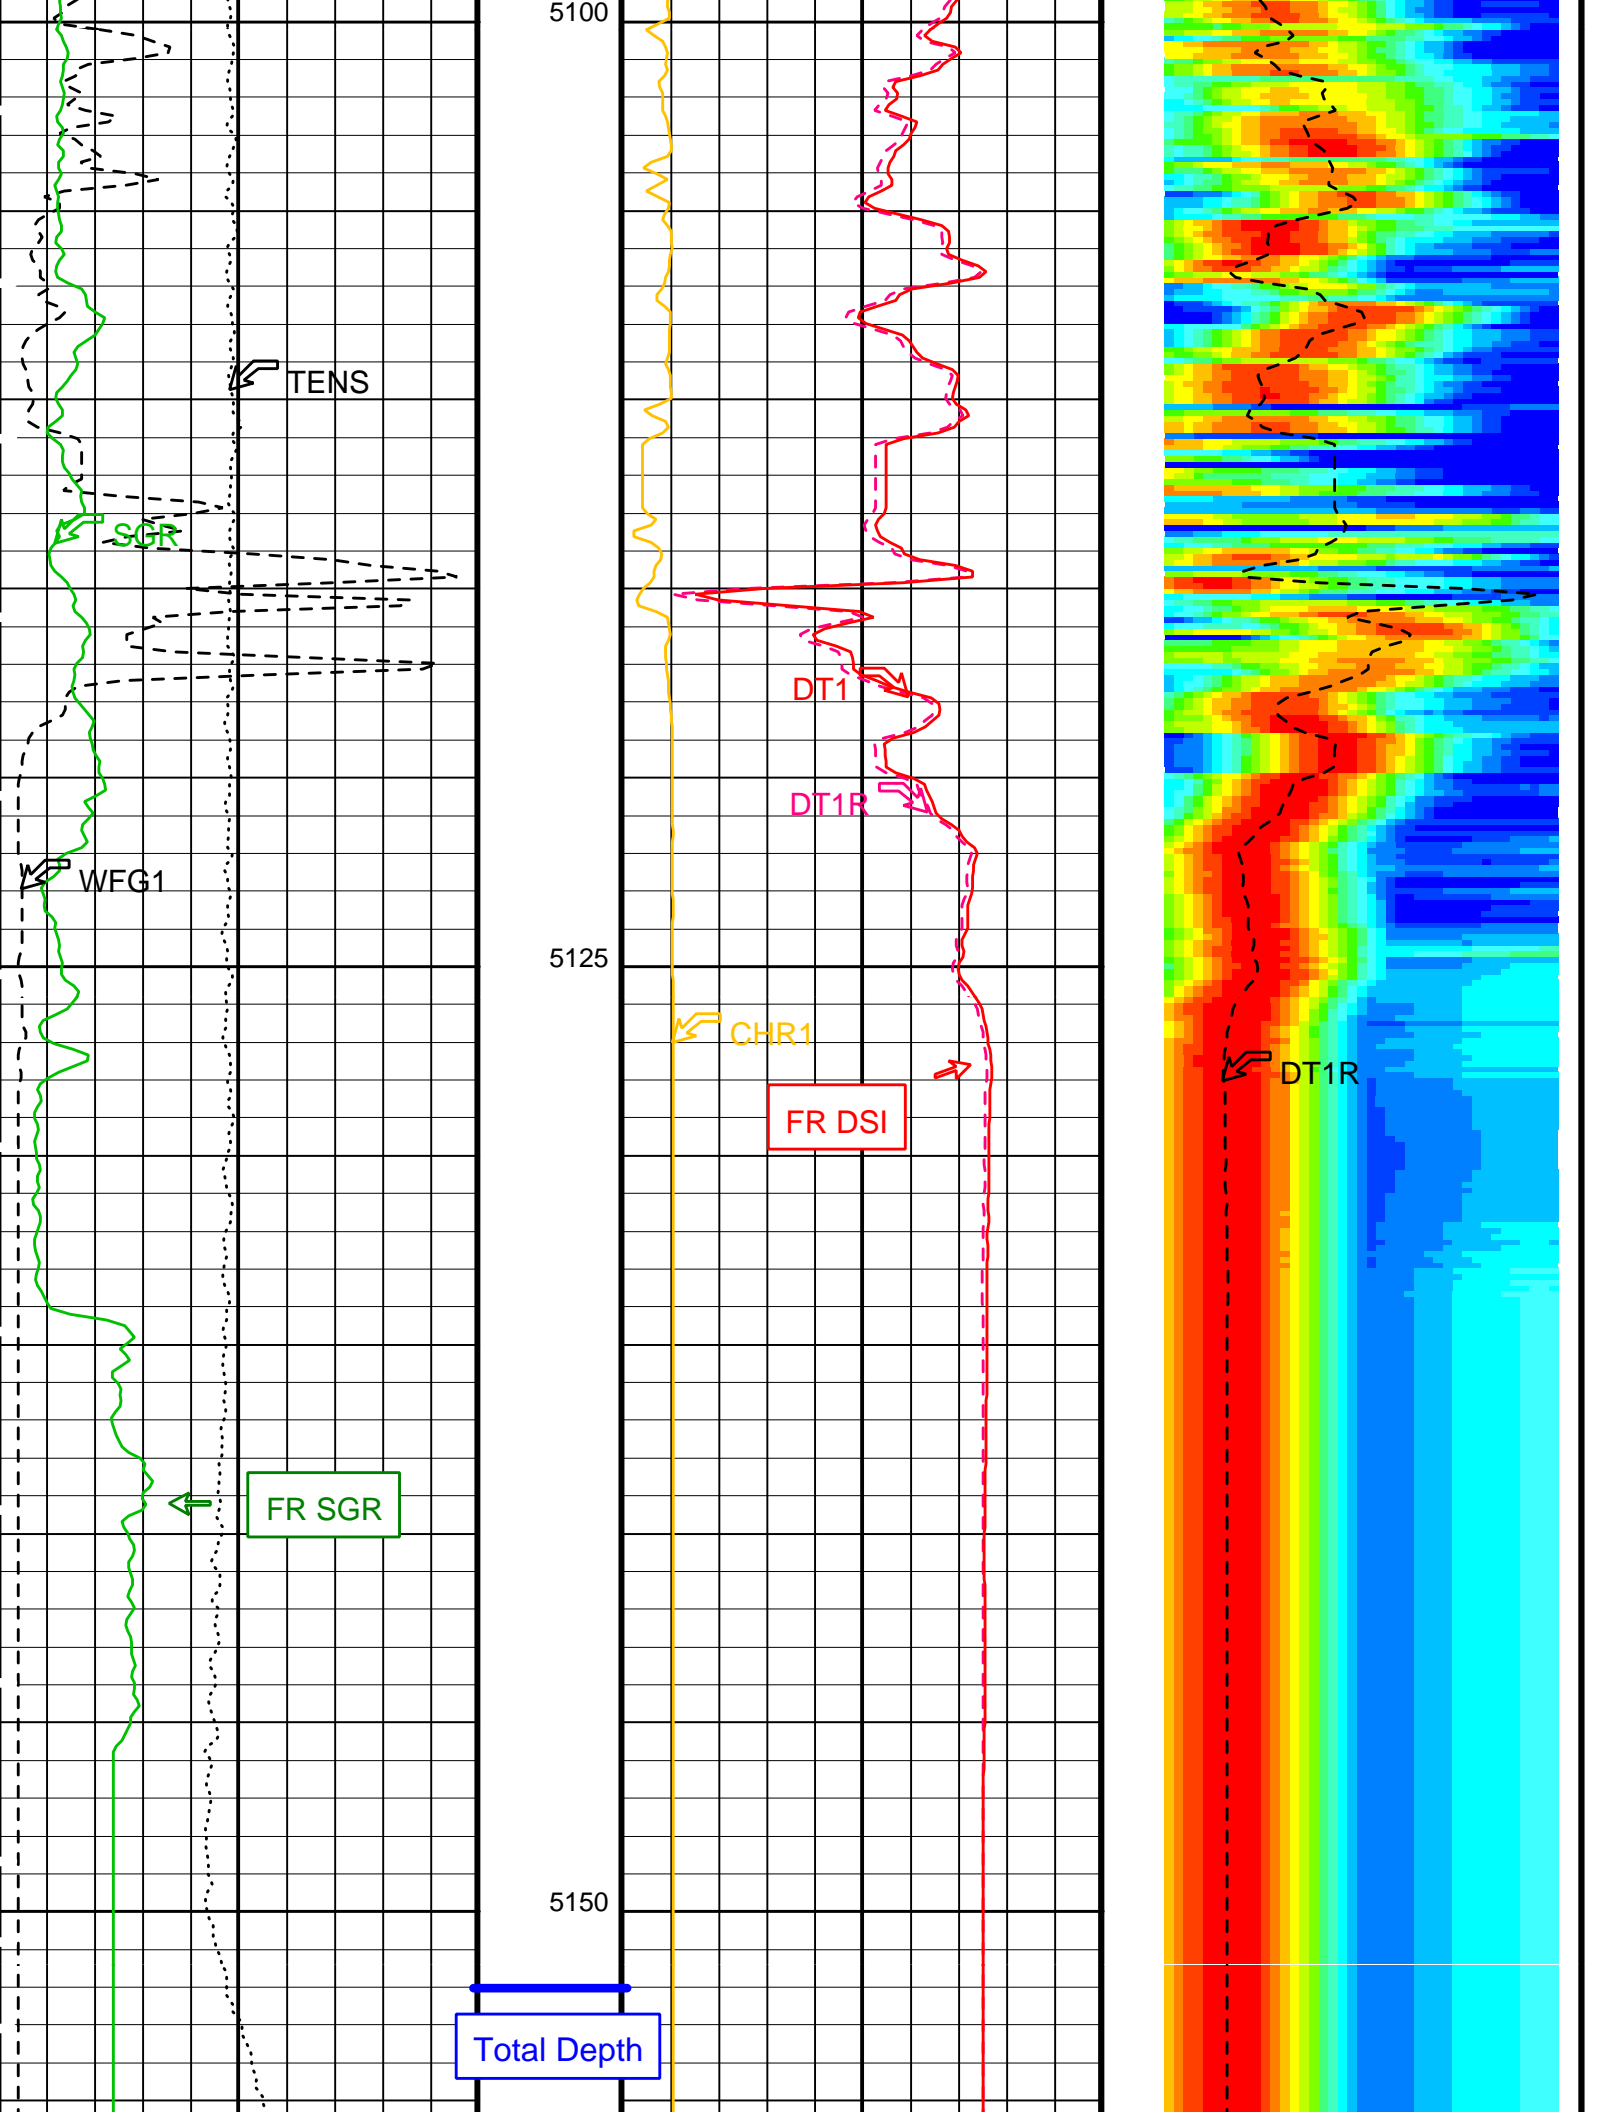 5100
TENS
SGR
DT1
DT1R
WFG1
5125
CHR1
DT1R
FR DSI
FR SGR
5150
Total Depth